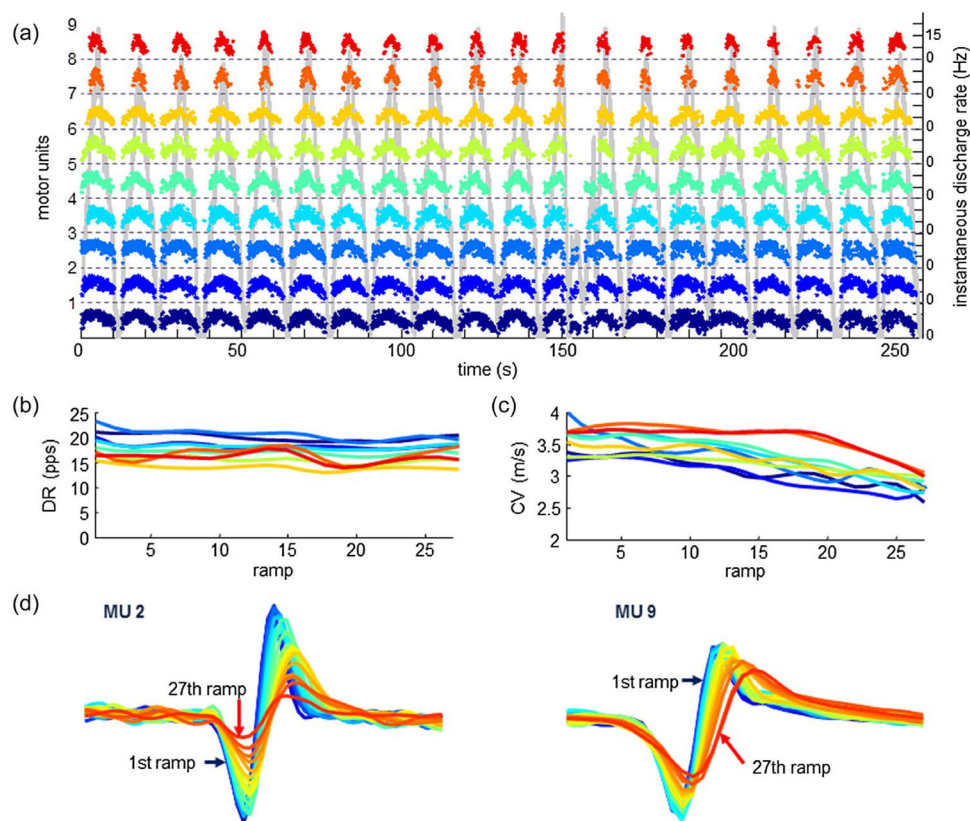 (a)
motor units
9
8
7
6
5
4
3
2
1
15
0
0
0
0
0
0
0
0
0
instantaneous discharge rate (Hz)
0 50 100 150 200 250
time (s)
(b)
DR (pps)
25
20
15
10
5
0
5 10 15 20 25
ramp
(c)
CV (m/s)
4
3.5
3
2.5
2
5 10 15 20 25
ramp
(d)
MU 2
27th ramp
1st ramp
MU 9
1st ramp
27th ramp